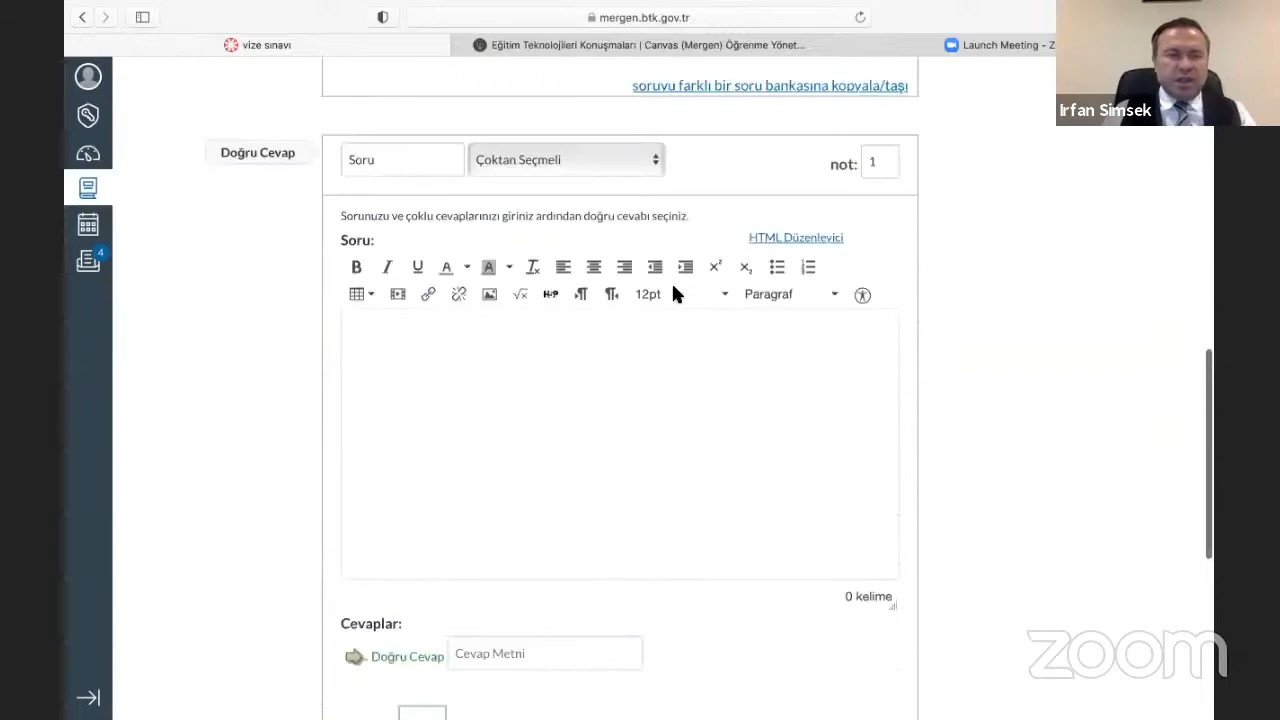 mergen.btk.gov.tr
vize sınavı
Eğitim Teknolojileri Konuşmaları | Canvas (Mergen) Öğrenme Yönet...
Launch Meeting - Z
Irfan Simsek
soruyu farklı bir soru bankasına kopyala/taşı
Doğru Cevap
Soru
Çoktan Seçmeli
not: 1
Sorunuzu ve çoklu cevaplarınızı giriniz ardından doğru cevabı seçiniz.
Soru:
HTML Düzenleyici
12pt
Paragraf
4
0 kelime
Cevaplar:
Doğru Cevap
Cevap Metni
zoom